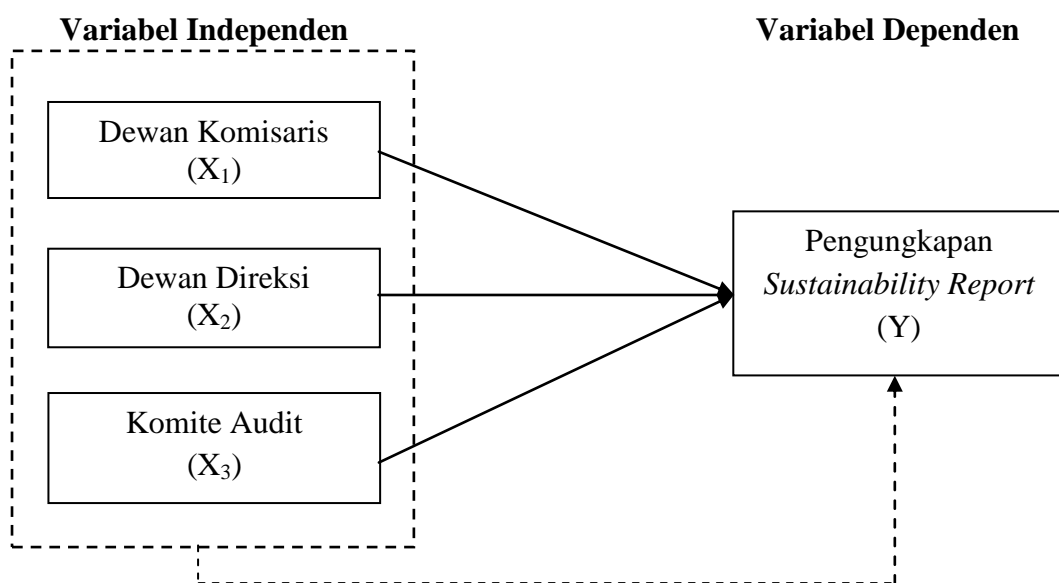 Variabel Independen
Variabel Dependen
Dewan Komisaris
(X₁)
Dewan Direksi
(X₂)
Komite Audit
(X₃)
Pengungkapan
Sustainability Report
(Y)